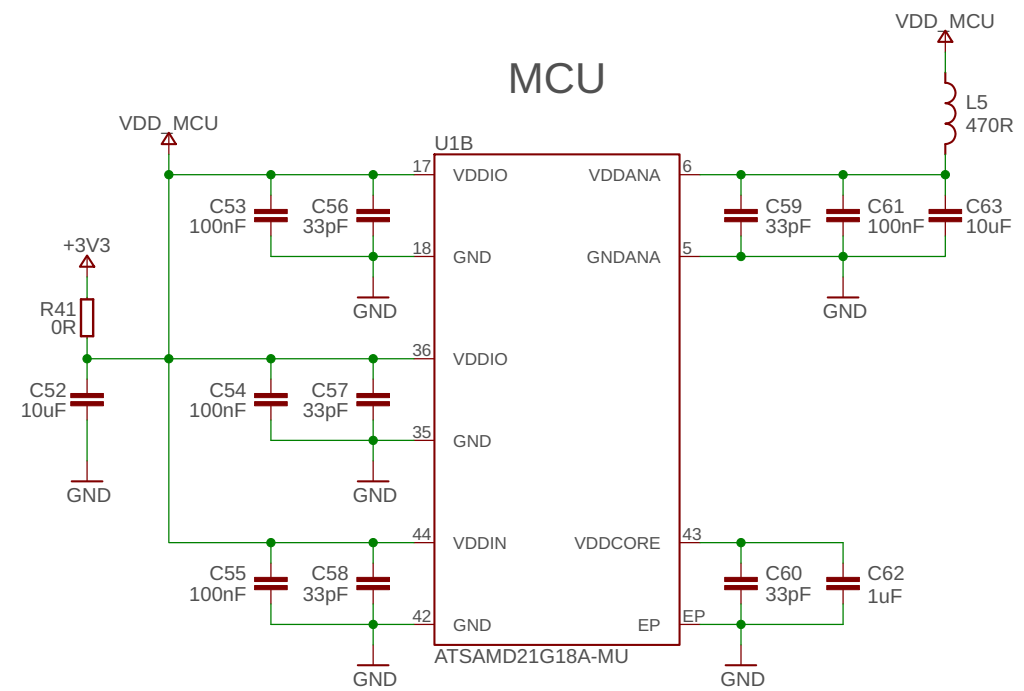 VDD_MCU
MCU
L5
470R
VDD_MCU
U1B
17
VDDIO
VDDANA
6
C53
100nF
C56
33pF
C59
33pF
C61
100nF
C63
10uF
18
GND
GNDANA
5
+3V3
GND
GND
R41
0R
36
VDDIO
C52
10uF
C54
100nF
C57
33pF
35
GND
GND
GND
44
VDDIN
VDDCORE
43
C55
100nF
C58
33pF
C60
33pF
C62
1uF
42
GND
EP
EP
ATSAMD21G18A-MU
GND
GND